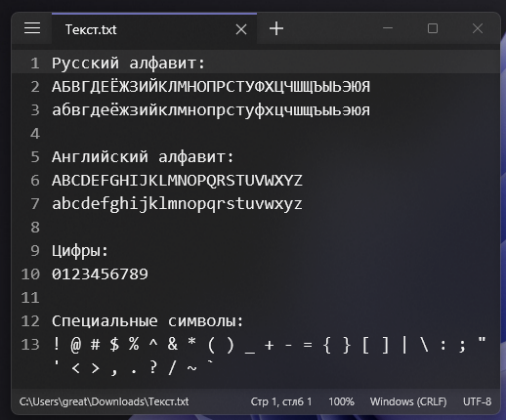 Текст.txt
1 Русский алфавит:
2 АБВГДЕЁЖЗИЙКЛМНОПРСТУФХЦЧШЩЪЫЬЭЮЯ
3 абвгдеёжзийклмнопрстуфхцчшщъыьэюя
4
5 Английский алфавит:
6 ABCDEFGHIJKLMNOPQRSTUVWXYZ
7 abcdefghijklmnopqrstuvwxyz
8
9 Цифры:
10 0123456789
11
12 Специальные символы:
13 ! @ # $ % ^ & * ( ) _ + - = { } [ ] | \ : ; "
' < > , . ? / ~ `
C:\Users\great\Downloads\Текст.txt Стр 1, стлб 1 100% Windows (CRLF) UTF-8